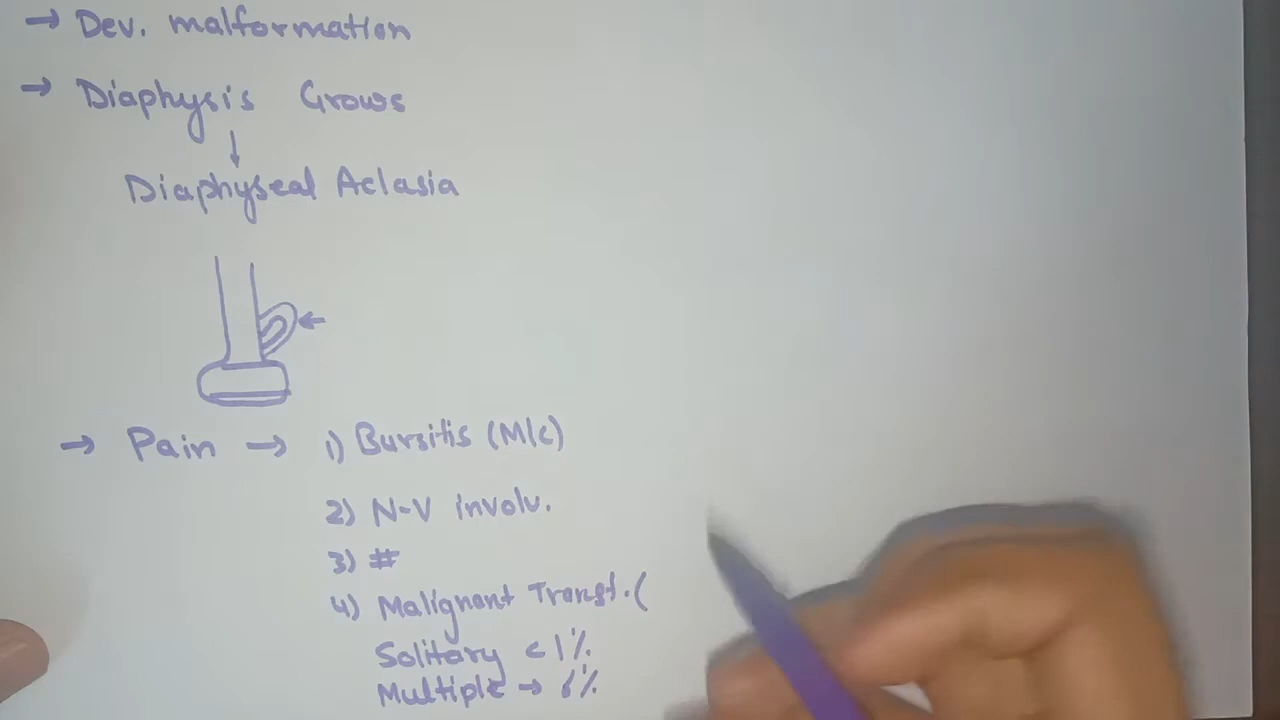 → Dev. malformation
→ Diaphysis Grows
↓
Diaphyseal Aclasia
→ Pain → 1) Bursitis (M/c)
2) N-V involv.
3) #
4) Malignant Transf. (
Solitary < 1%
Multiple → 6%